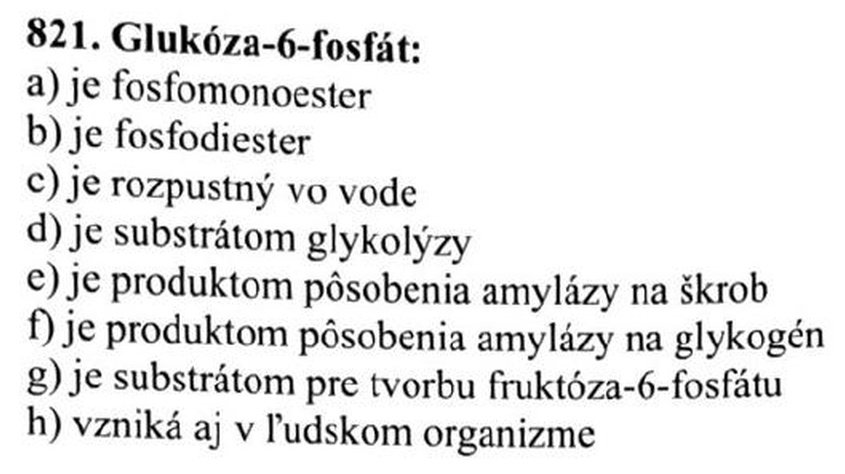 821. Glukóza-6-fosfát:
a) je fosfomonoester
b) je fosfodiester
c) je rozpustný vo vode
d) je substrátom glykolýzy
e) je produktom pôsobenia amylázy na škrob
f) je produktom pôsobenia amylázy na glykogén
g) je substrátom pre tvorbu fruktóza-6-fosfátu
h) vzniká aj v ľudskom organizme